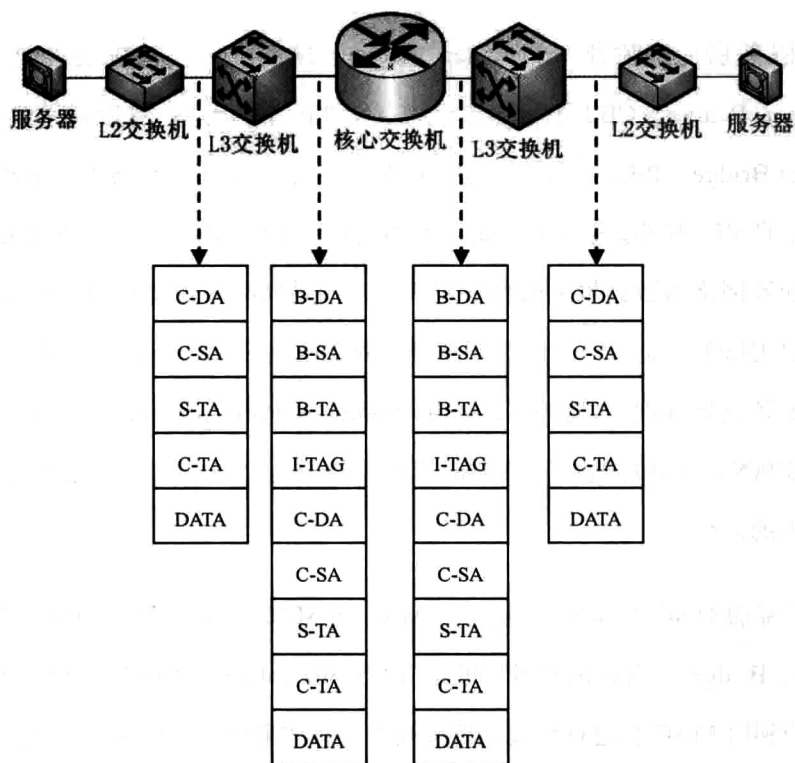 服务器
L2交换机
L3交换机
核心交换机
L3交换机
L2交换机
服务器
C-DA
C-SA
S-TA
C-TA
DATA
B-DA
B-SA
B-TA
I-TAG
C-DA
C-SA
S-TA
C-TA
DATA
B-DA
B-SA
B-TA
I-TAG
C-DA
C-SA
S-TA
C-TA
DATA
C-DA
C-SA
S-TA
C-TA
DATA